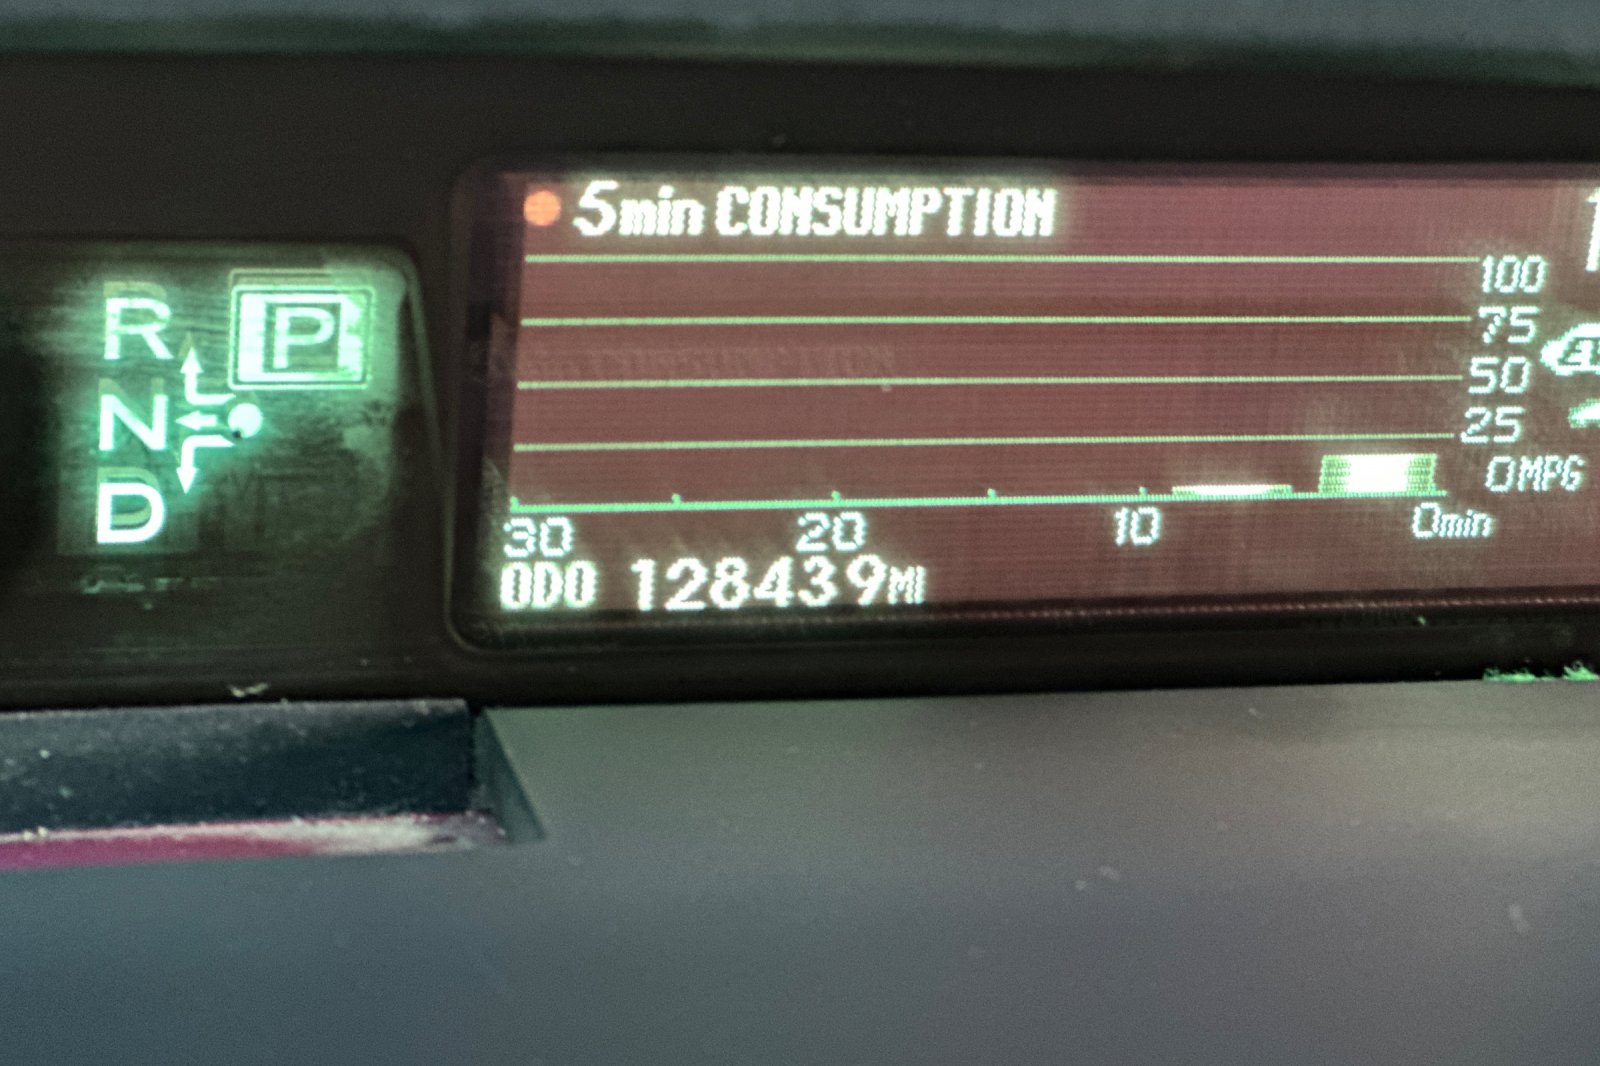 5min CONSUMPTION
100
75
50
25
0MPG
30 20 10 0min
ODO 128439MI
R P
N
D